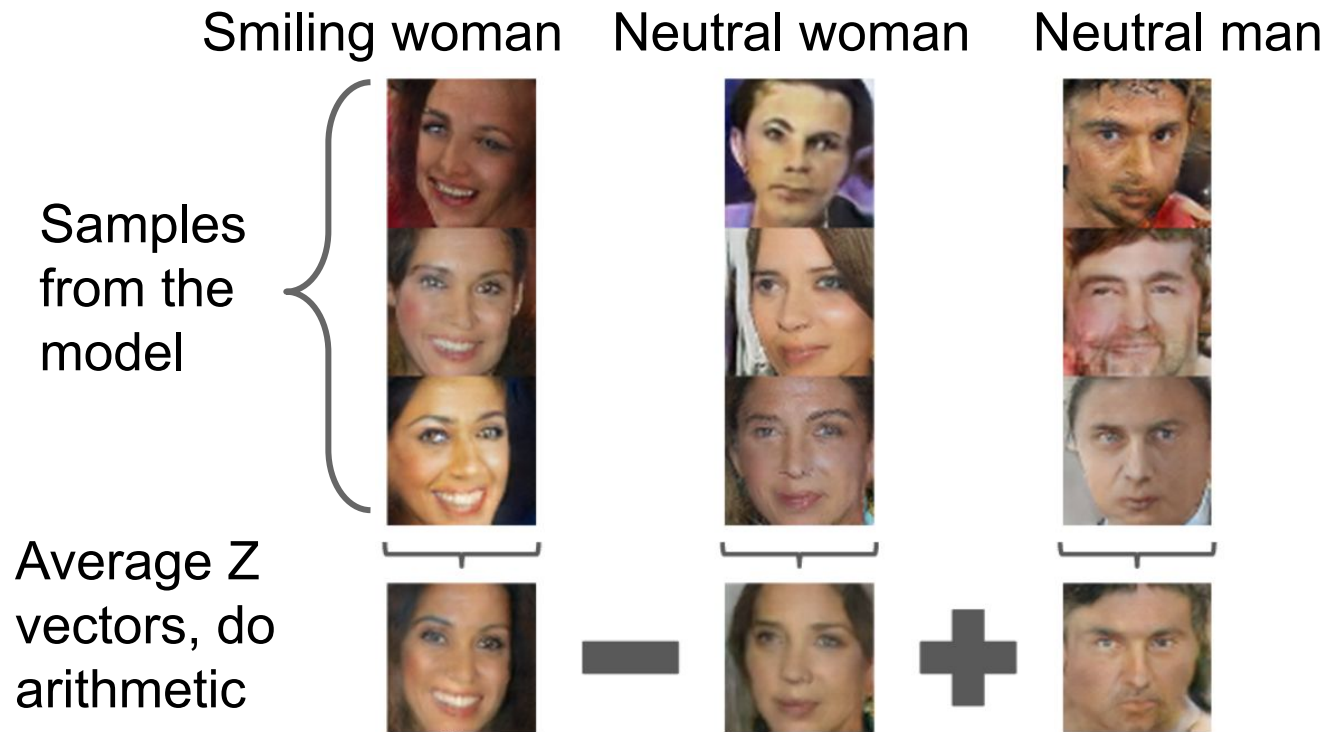 Smiling woman
Neutral woman
Neutral man
Samples
from the
model
Average Z
vectors, do
arithmetic